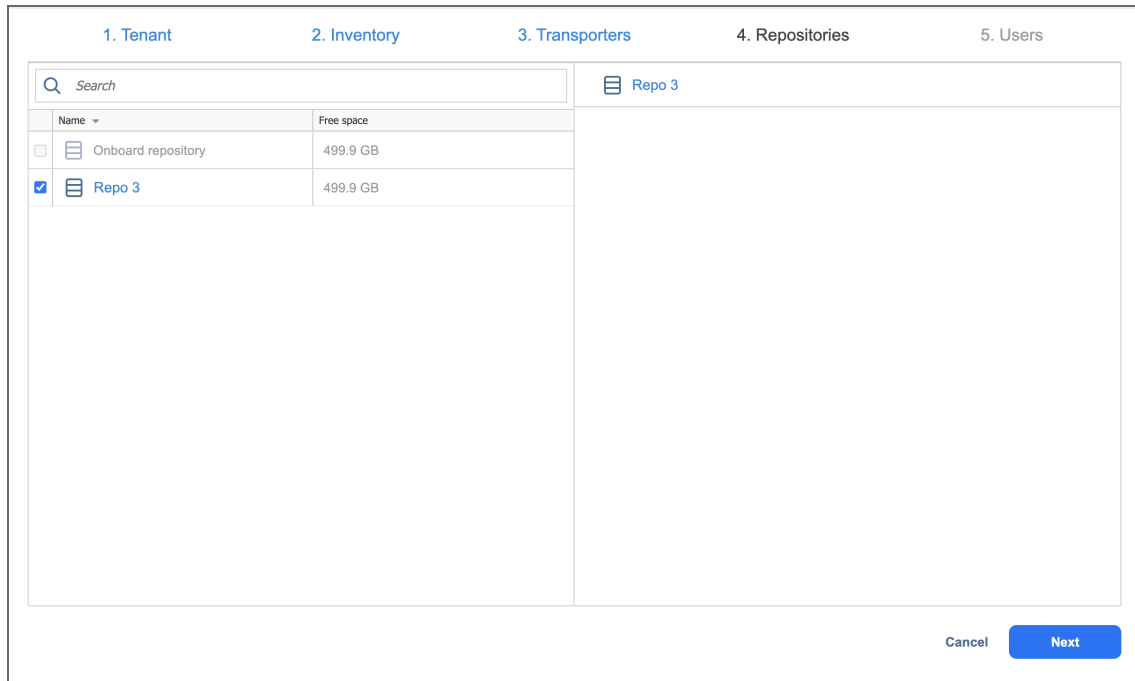 1. Tenant 2. Inventory 3. Transporters 4. Repositories 5. Users
Search
Name Free space
Onboard repository 499.9 GB
Repo 3 499.9 GB
Repo 3
Cancel Next